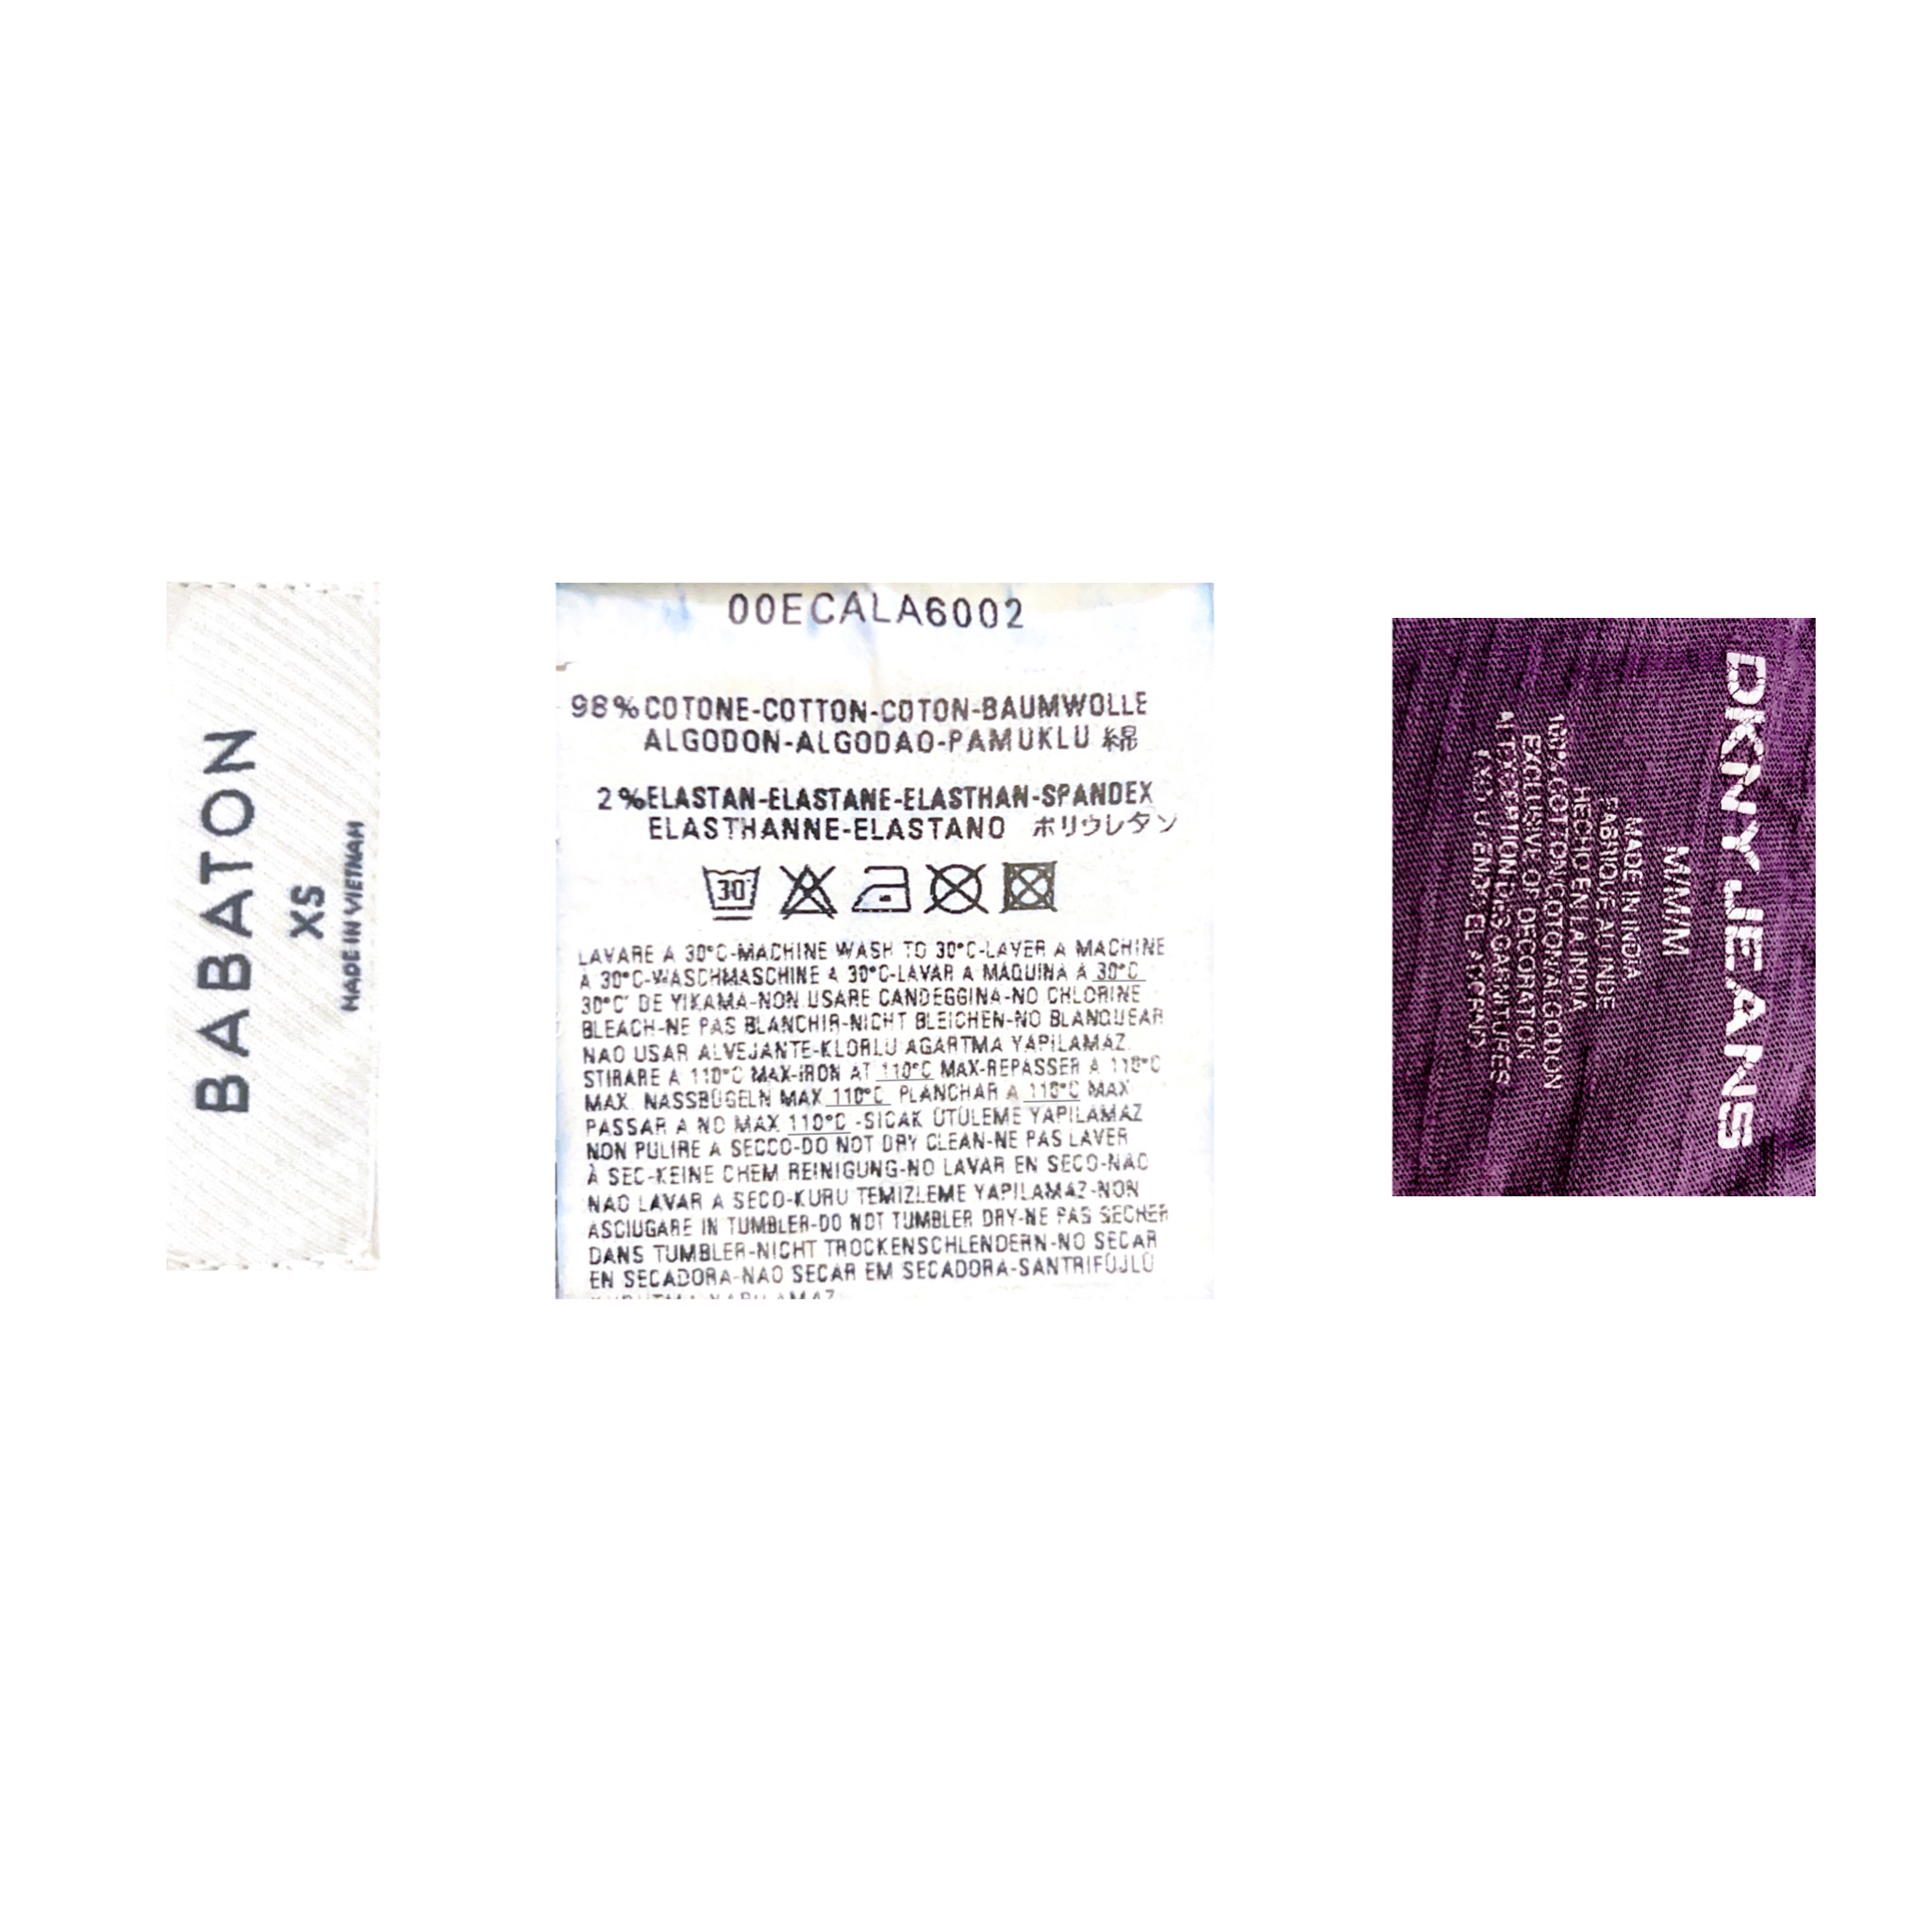 BABATON
XS
MADE IN VIETNAM
00ECALA6002
98% COTONE-COTTON-COTON-BAUMWOLLE
ALGODON-ALGODAO-PAMUKLU 綿
2%ELASTAN-ELASTANE-ELASTHAN-SPANDEX
ELASTHANNE-ELASTANO ポリウレタン
30°
LAVARE A 30°C-MACHINE WASH TO 30°C-LAVER A MACHINE
A 30°C-WASCHMASCHINE A 30°C-LAVAR A MAQUINA A 30°C
30°C' DE YIKAMA-NON USARE CANDEGGINA-NO CHLORINE
BLEACH-NE PAS BLANCHIR-NICHT BLEICHEN-NO BLANQUEAR
NAO USAR ALVEJANTE-KLORLU AGARTMA YAPILAMAZ.
STIRARE A 110°C MAX-IRON AT 110°C MAX-REPASSER A 110°C
MAX. NASSBÜGELN MAX 110°C PLANCHAR A 110°C MAX
PASSAR A NO MAX 110°C -SICAK ÜTÜLEME YAPILAMAZ
NON PULIRE A SECCO-DO NOT DRY CLEAN-NE PAS LAVER
À SEC-KEINE CHEM REINIGUNG-NO LAVAR EN SECO-NAO
NAO LAVAR A SECO-KURU TEMIZLEME YAPILAMAZ-NON
ASCIUGARE IN TUMBLER-DO NOT TUMBLER DRY-NE PAS SECHER
DANS TUMBLER-NICHT TROCKENSCHLENDERN-NO SECAR
EN SECADORA-NAO SECAR EM SECADORA-SANTRIFÜJLÜ
DKNY JEANS
M/M/M
MADE IN INDIA
FABIQUE AU INDE
HECHO EN LA INDIA
100% COTTON/COTON/ALGODON
EXCLUSIVE OF DECORATION